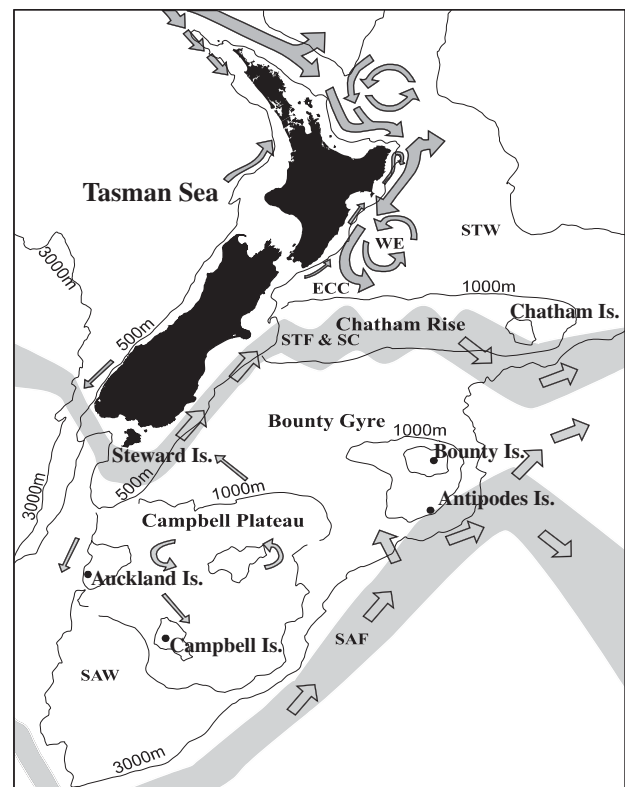 Tasman Sea
WE
STW
3000m
ECC
1000m
Chatham Is.
500m
Chatham Rise
STF & SC
Bounty Gyre
1000m
Steward Is.
Bounty Is.
3000m
500m
1000m
Antipodes Is.
Campbell Plateau
Auckland Is.
SAF
Campbell Is.
SAW
3000m